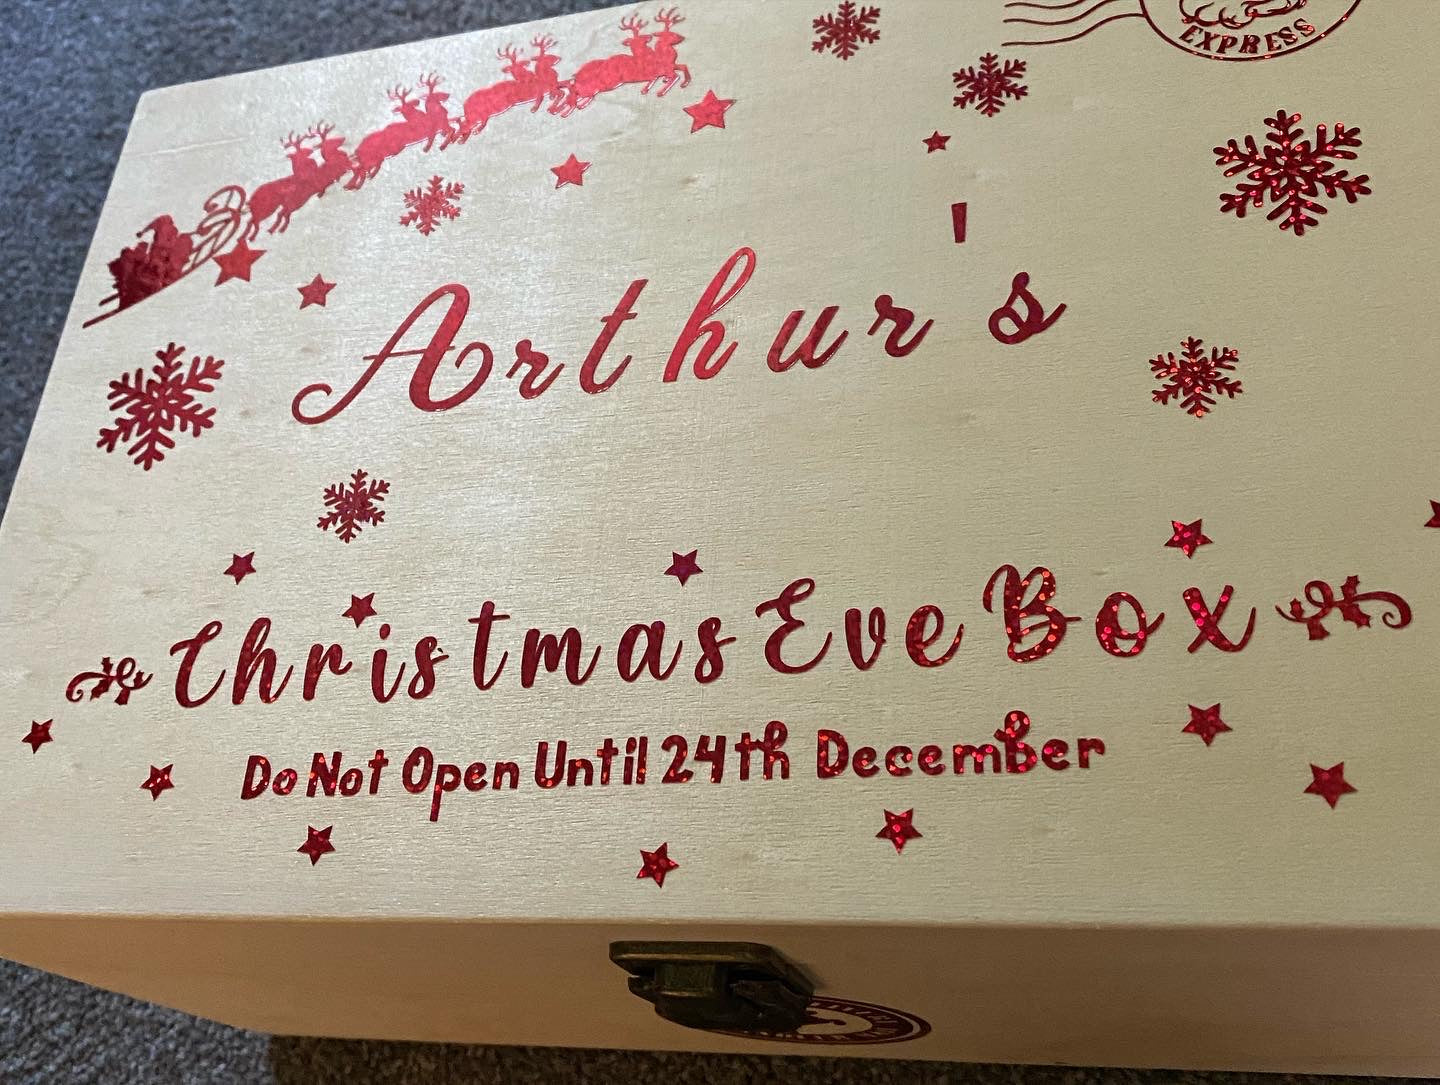 EXPRESS
Arthur's
Christmas Eve Box
Do Not Open Until 24th December